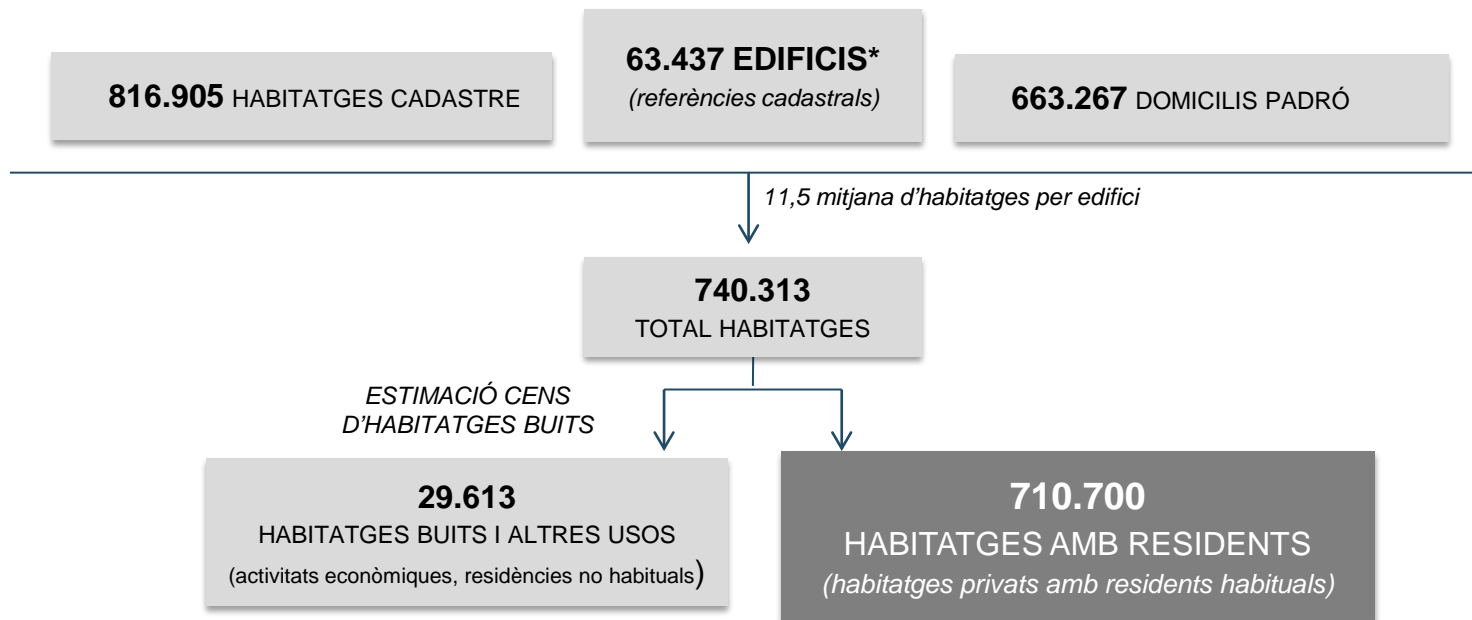 816.905 HABITATGES CADASTRE
63.437 EDIFICIS*
(referències cadastrals)
663.267 DOMICILIS PADRÓ
11,5 mitjana d’habitatges per edifici
740.313
TOTAL HABITATGES
ESTIMACIÓ CENS
D’HABITATGES BUITS
29.613
HABITATGES BUITS I ALTRES USOS
(activitats econòmiques, residències no habituals)
710.700
HABITATGES AMB RESIDENTS
(habitatges privats amb residents habituals)